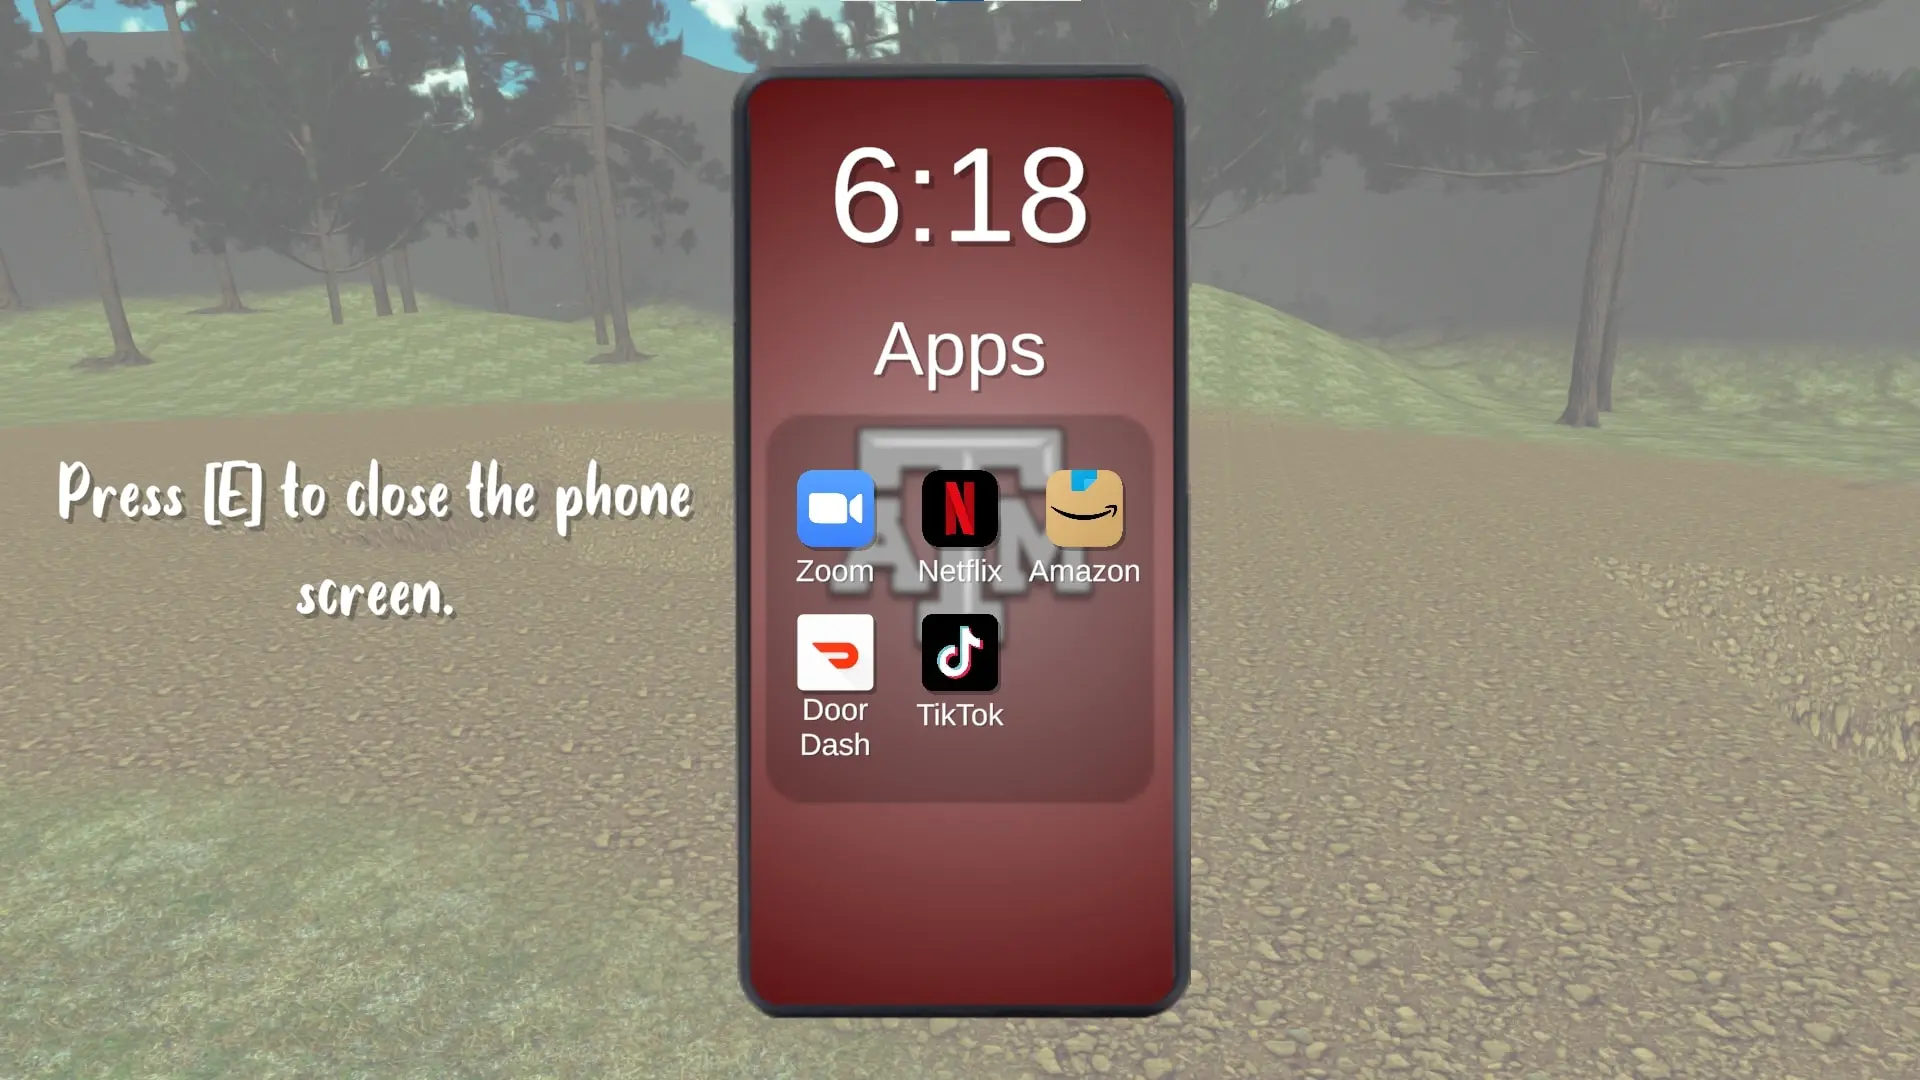 6:18
Apps
Press [E] to close the phone
screen.
ATM
Zoom
Netflix
Amazon
Door
Dash
TikTok